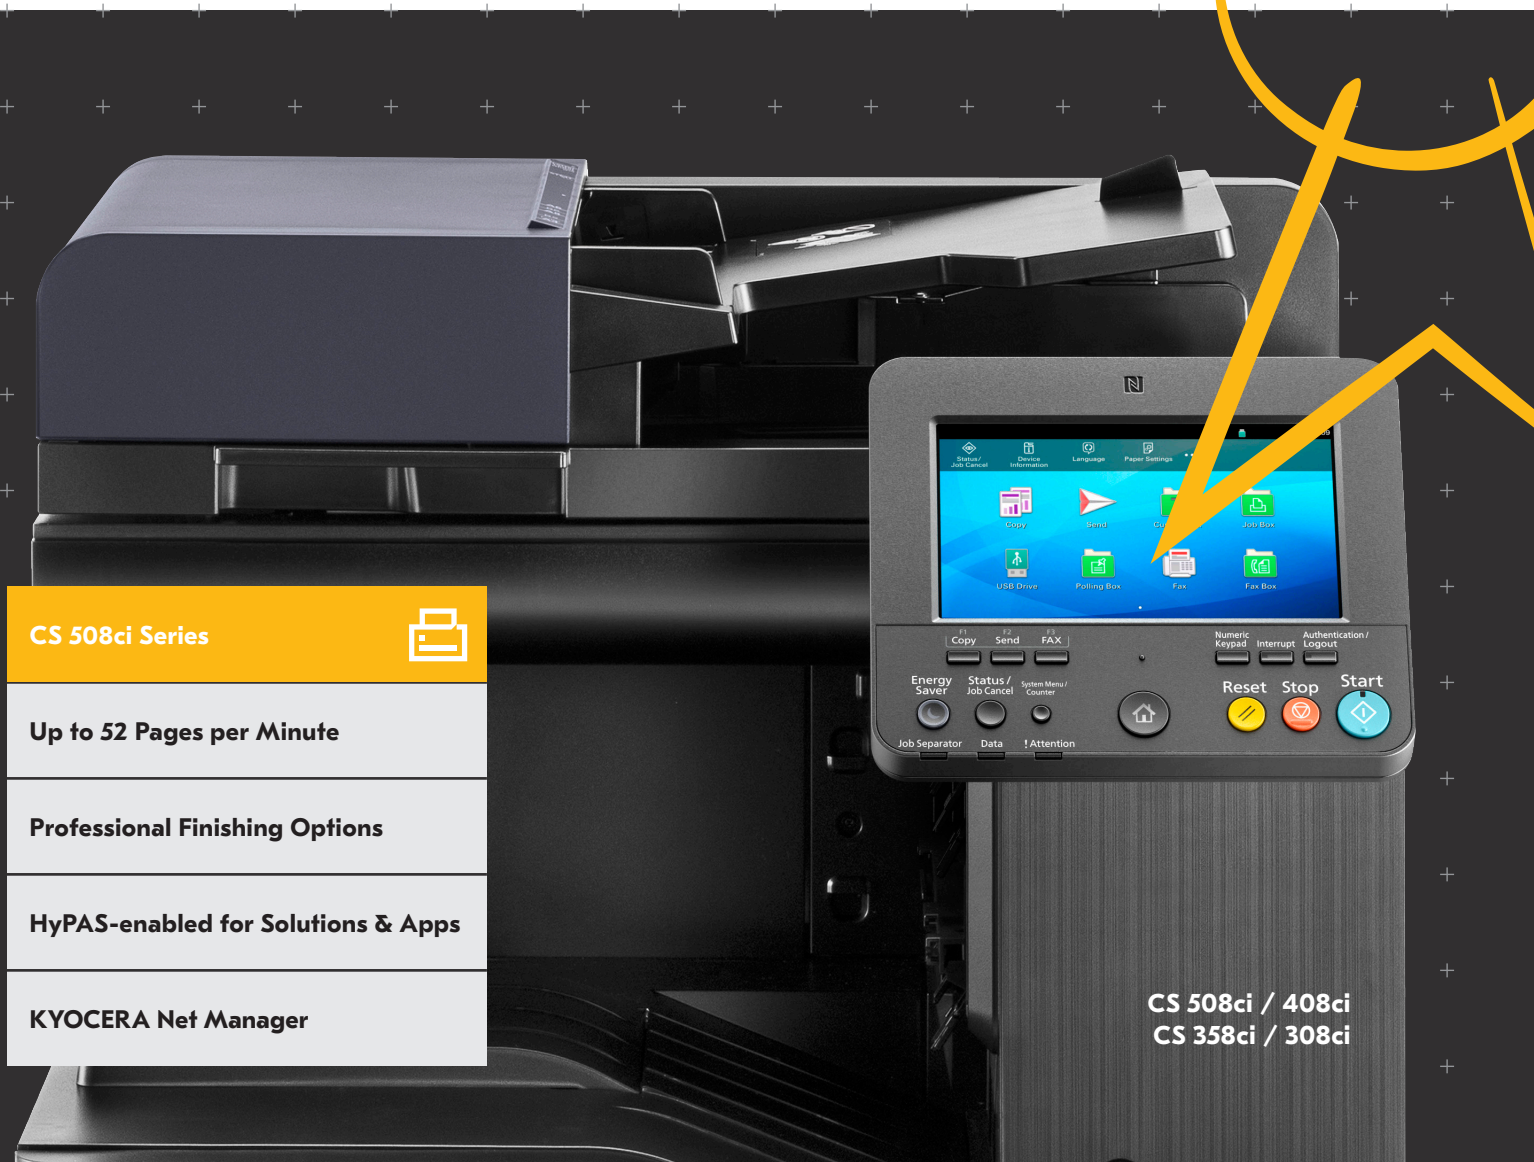 Status/
Job Cancel
Device
Information
Language
Paper Settings
Copy
Send
Job Box
USB Drive
Polling Box
Fax
Fax Box
F1
Copy
F2
Send
F3
FAX
Numeric
Keypad
Interrupt
Authentication /
Logout
Energy
Saver
Status /
Job Cancel
System Menu /
Counter
Reset
Stop
Start
Job Separator
Data
! Attention
CS 508ci Series
Up to 52 Pages per Minute
Professional Finishing Options
HyPAS-enabled for Solutions & Apps
KYOCERA Net Manager
CS 508ci / 408ci
CS 358ci / 308ci